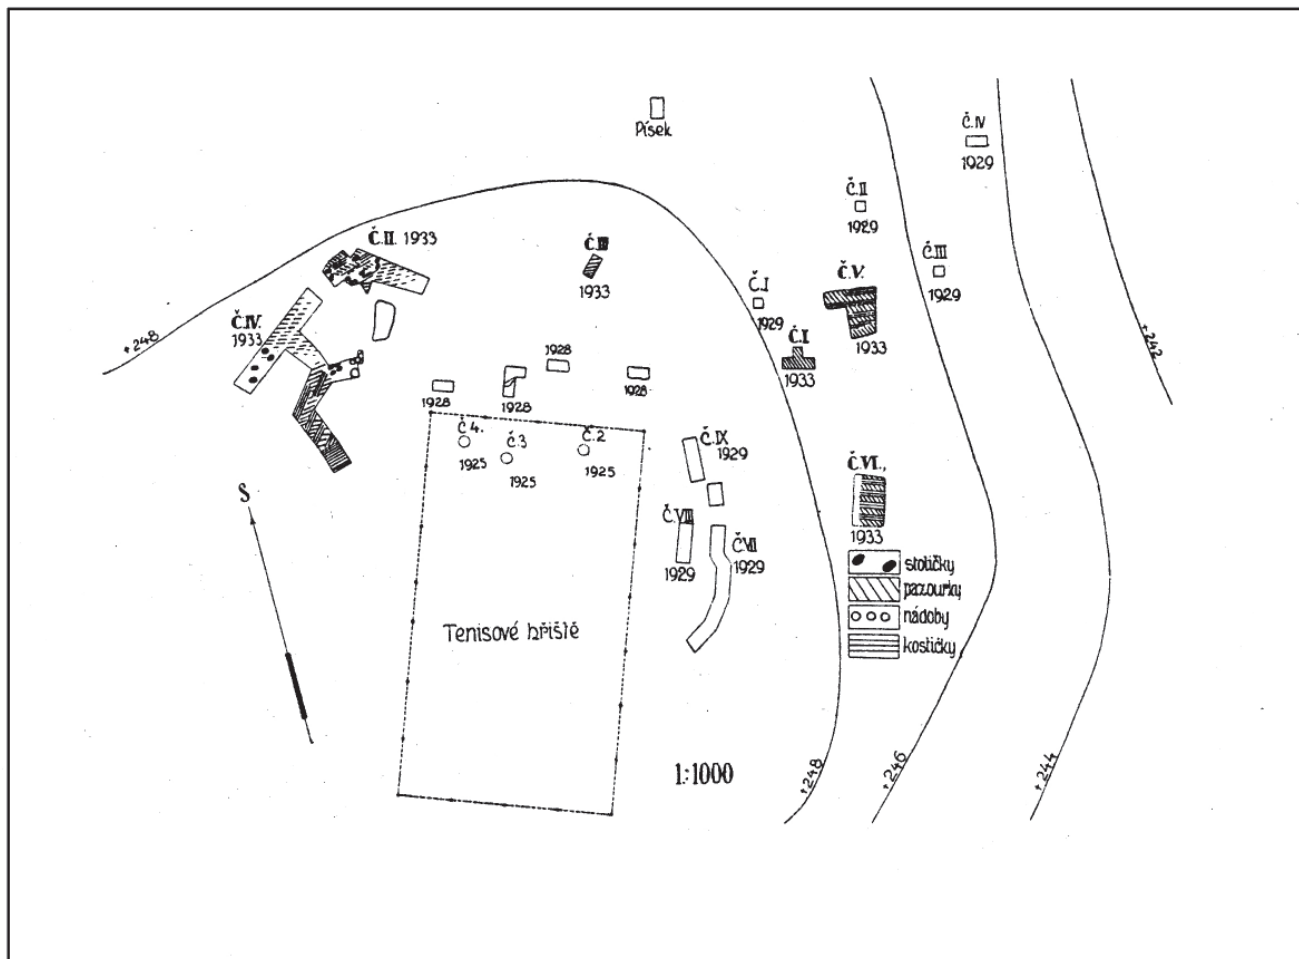 Písek
Č.IV
1929
Č.II
1929
Č.II. 1933
Č.III
1933
Č.III
1929
Č.V.
1933
Č.I
1929
Č.IV.
1933
+248
Č.I
1933
+242
1928
1928
1928
1928
Č4.
1925
Č.3
1925
Č.2
1925
Č.IX
1929
Č.VI.,
1933
S
Č.VIII
1929
Č.VII
1929
stoličky
pazourky
nádoby
kostičky
Tenisové hřiště
1:1000
+248
+246
+244